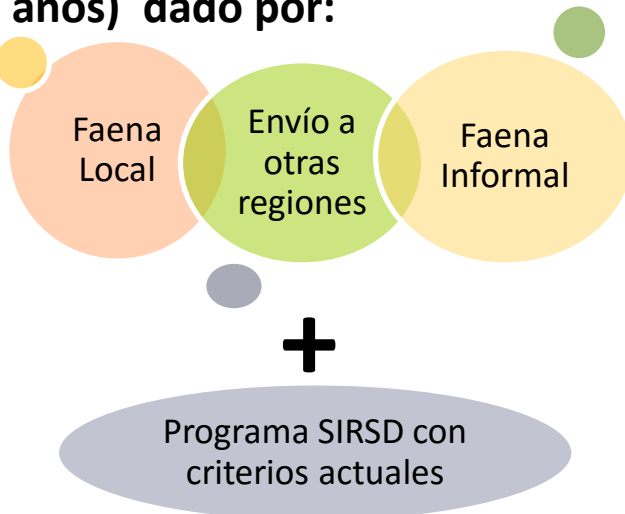 años) dado por:
Faena
Local
Envío a
otras
regiones
Faena
Informal
+
Programa SIRSD con
criterios actuales